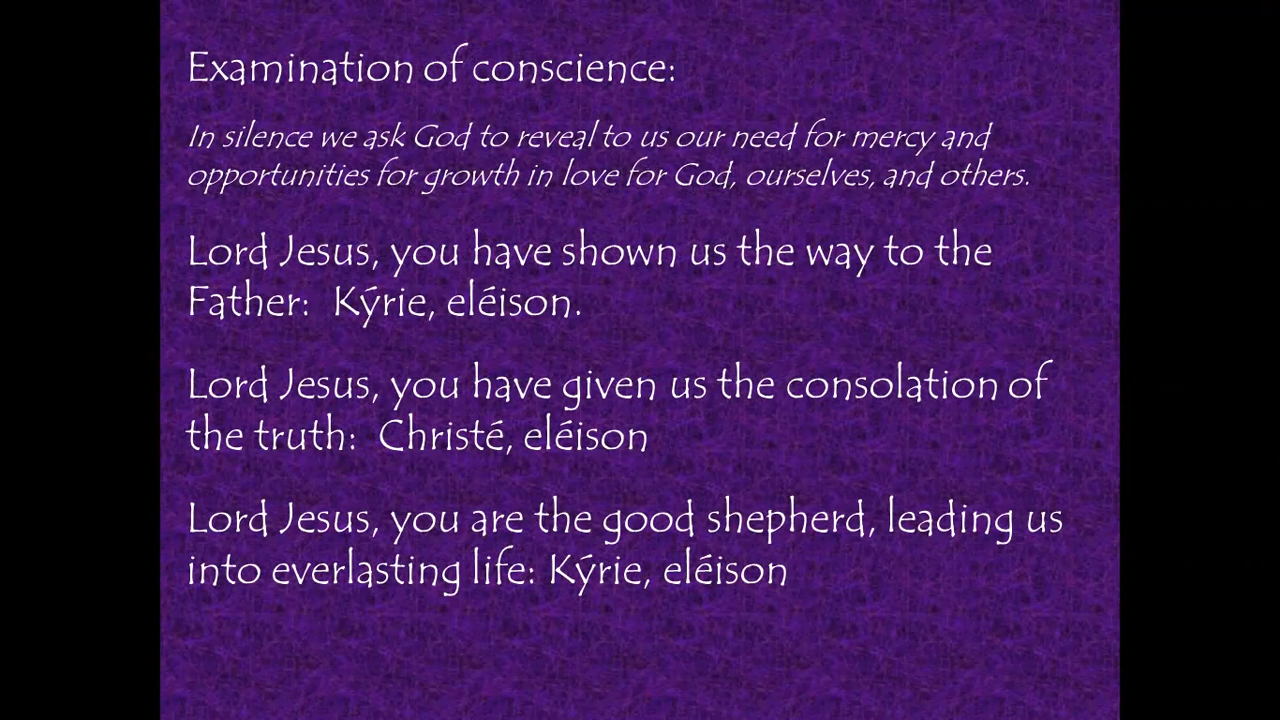 Examination of conscience:
In silence we ask God to reveal to us our need for mercy and
opportunities for growth in love for God, ourselves, and others.
Lord Jesus, you have shown us the way to the
Father:  Kýrie, eléison.
Lord Jesus, you have given us the consolation of
the truth:  Christé, eléison
Lord Jesus, you are the good shepherd, leading us
into everlasting life: Kýrie, eléison